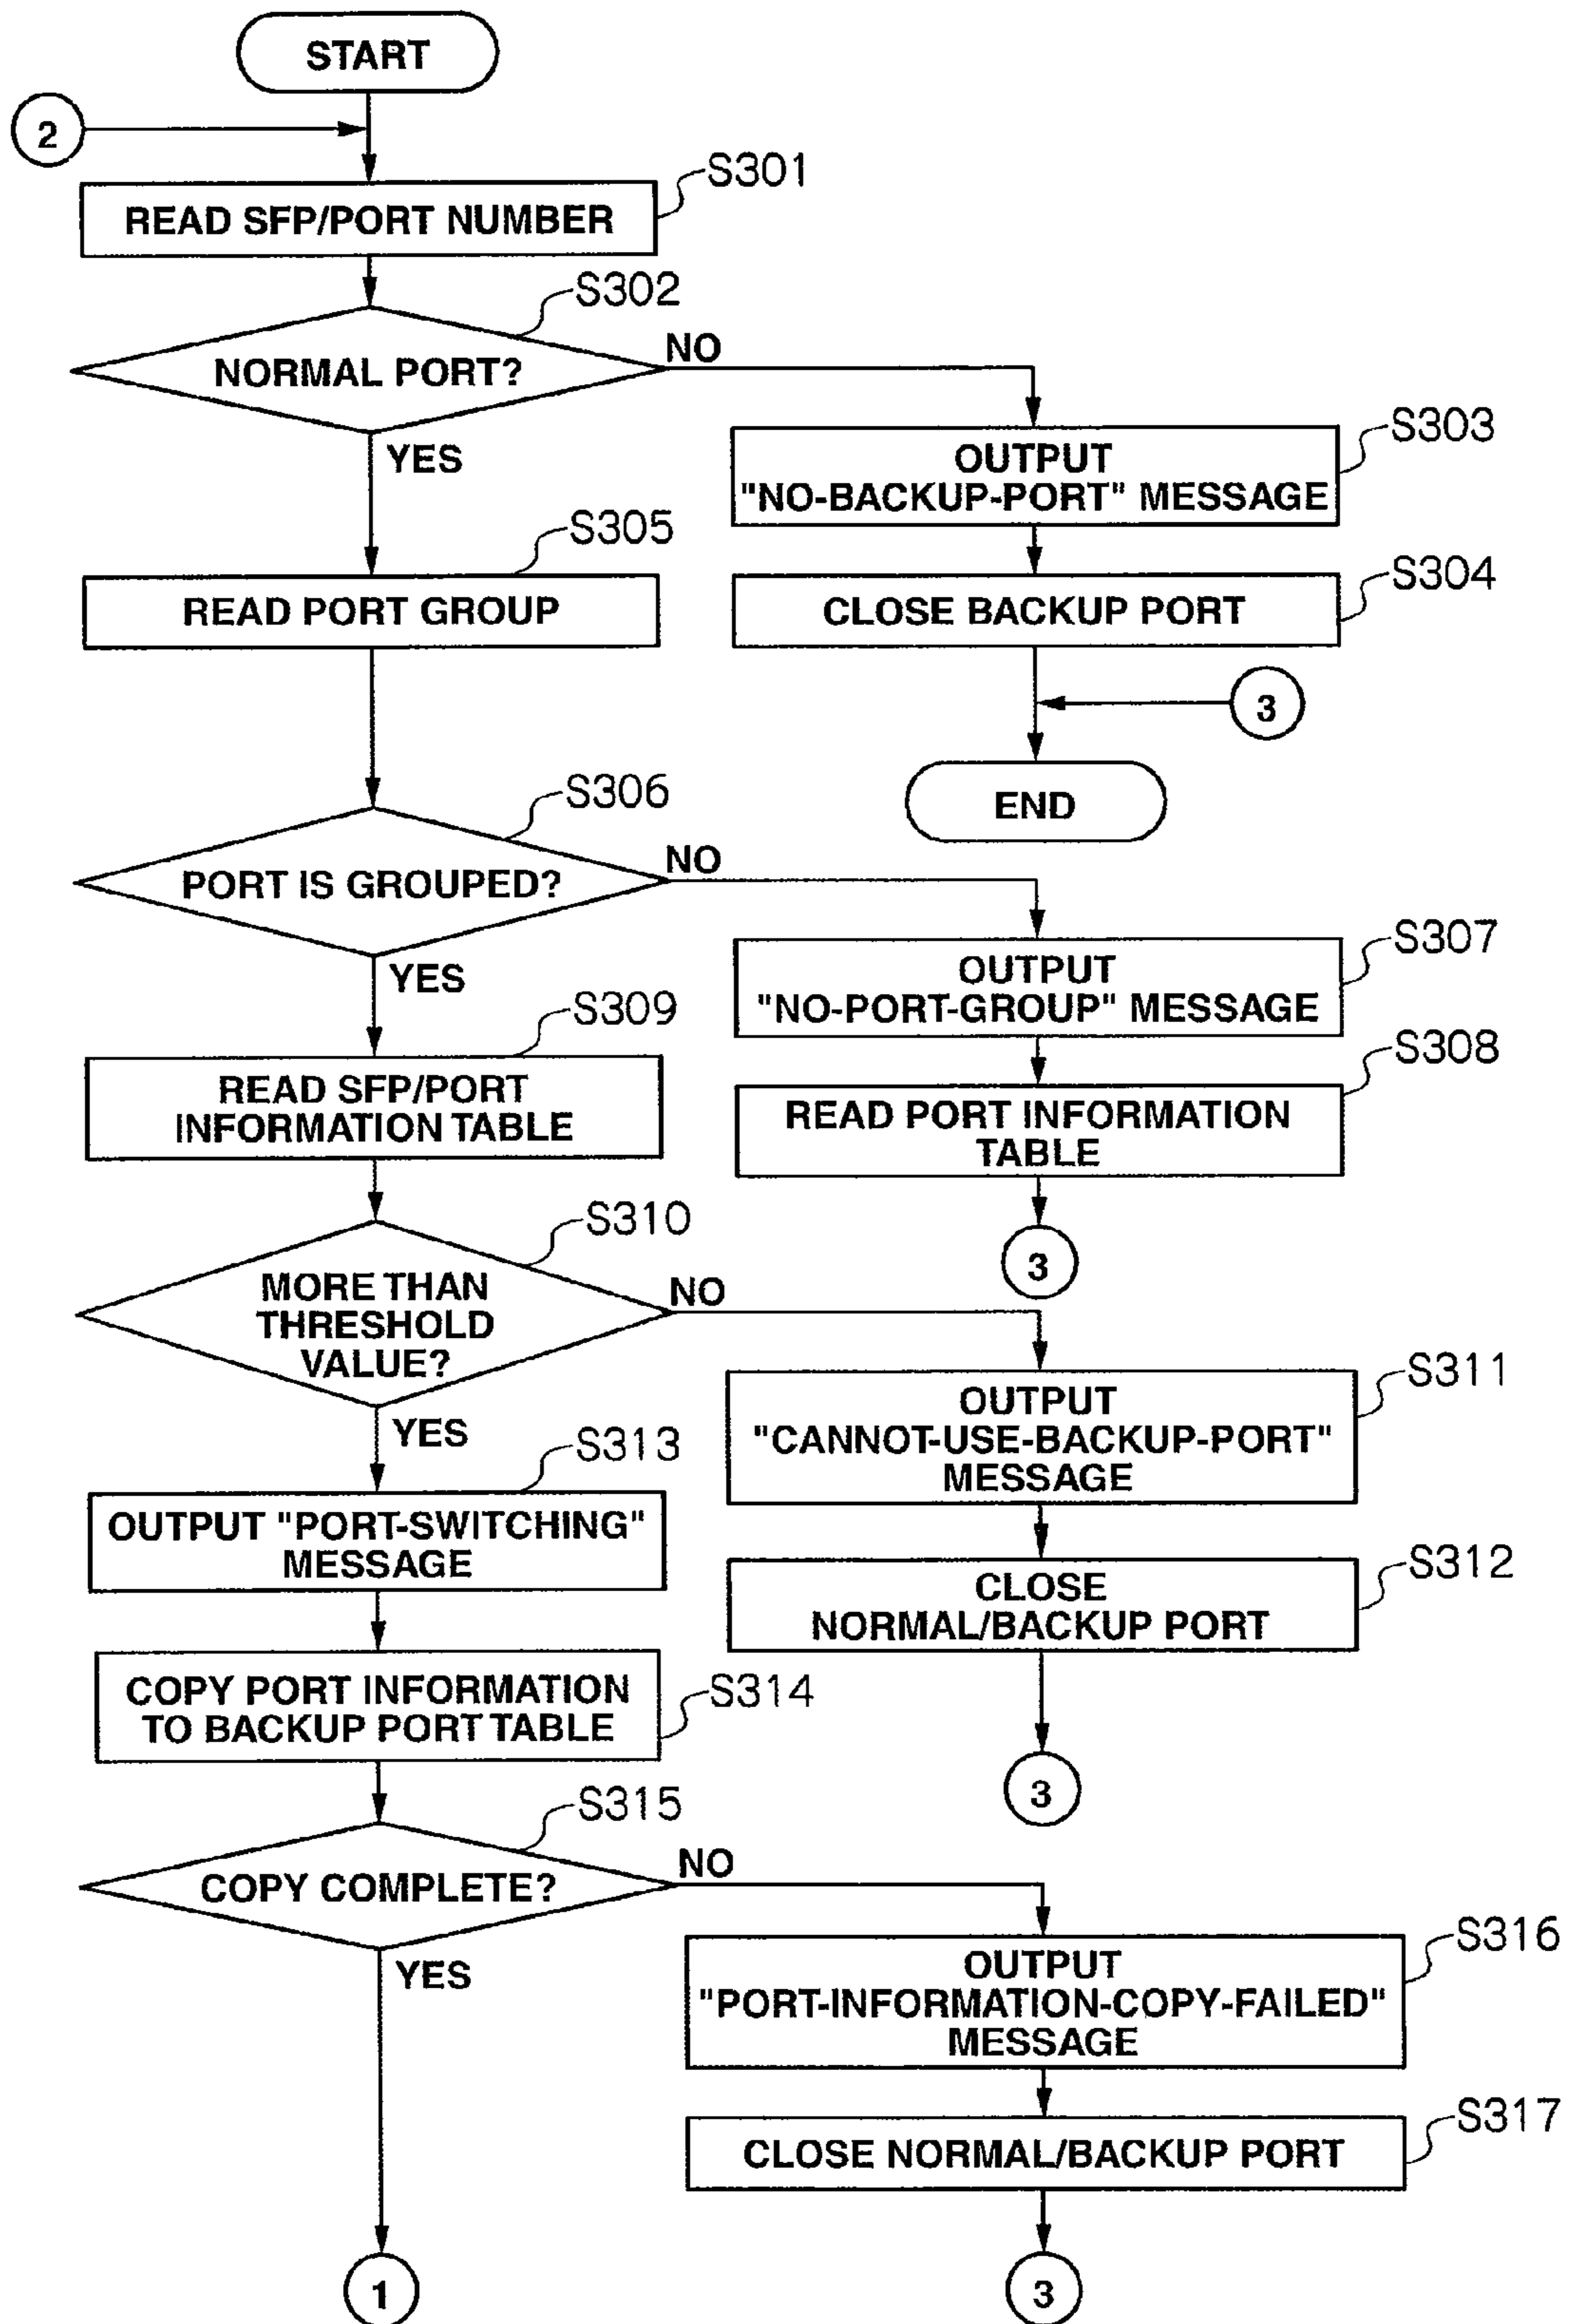 START
2
S301
READ SFP/PORT NUMBER
S302
NORMAL PORT?
NO
YES
S303
OUTPUT
"NO-BACKUP-PORT" MESSAGE
S305
READ PORT GROUP
S304
CLOSE BACKUP PORT
3
END
S306
PORT IS GROUPED?
NO
YES
S307
OUTPUT
"NO-PORT-GROUP" MESSAGE
S309
READ SFP/PORT
INFORMATION TABLE
S308
READ PORT INFORMATION
TABLE
3
S310
MORE THAN
THRESHOLD
VALUE?
NO
YES
S311
OUTPUT
"CANNOT-USE-BACKUP-PORT"
MESSAGE
S313
OUTPUT "PORT-SWITCHING"
MESSAGE
S312
CLOSE
NORMAL/BACKUP PORT
3
S314
COPY PORT INFORMATION
TO BACKUP PORT TABLE
S315
COPY COMPLETE?
NO
YES
S316
OUTPUT
"PORT-INFORMATION-COPY-FAILED"
MESSAGE
S317
CLOSE NORMAL/BACKUP PORT
1
3